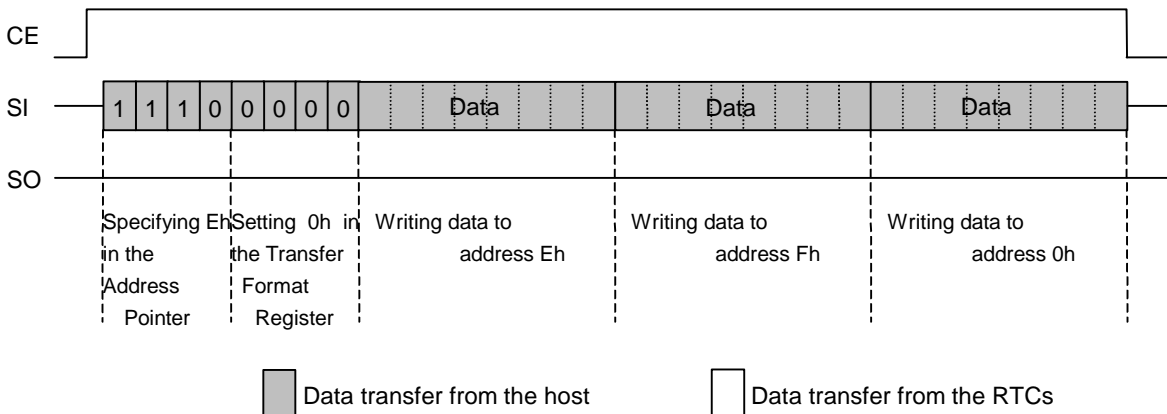 CE
SI 1 1 1 0 0 0 0 0 Data Data Data
SO
Specifying Eh Setting 0h in Writing data to Writing data to Writing data to
in the the Transfer address Eh address Fh address 0h
Address Format
Pointer Register
Data transfer from the host Data transfer from the RTCs